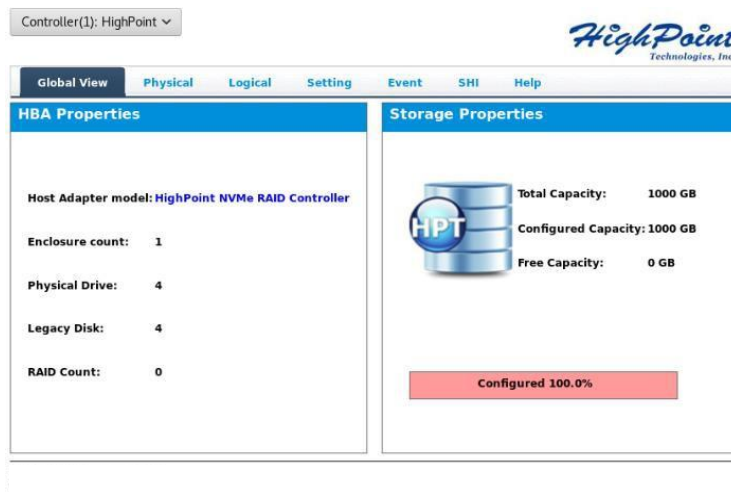 Controller(1): HighPoint
HighPoint
Technologies, Inc
Global View Physical Logical Setting Event SHI Help
HBA Properties
Host Adapter model: HighPoint NVMe RAID Controller
Enclosure count: 1
Physical Drive: 4
Legacy Disk: 4
RAID Count: 0
Storage Properties
HPT
Total Capacity: 1000 GB
Configured Capacity: 1000 GB
Free Capacity: 0 GB
Configured 100.0%